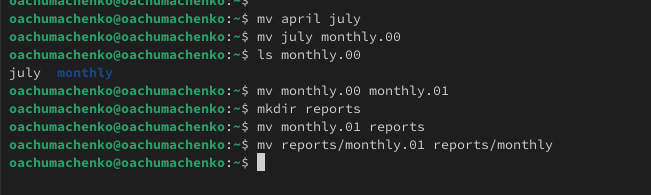 oachumachenko@oachumachenko:~$
oachumachenko@oachumachenko:~$ mv april july
oachumachenko@oachumachenko:~$ mv july monthly.00
oachumachenko@oachumachenko:~$ ls monthly.00
july monthly
oachumachenko@oachumachenko:~$ mv monthly.00 monthly.01
oachumachenko@oachumachenko:~$ mkdir reports
oachumachenko@oachumachenko:~$ mv monthly.01 reports
oachumachenko@oachumachenko:~$ mv reports/monthly.01 reports/monthly
oachumachenko@oachumachenko:~$